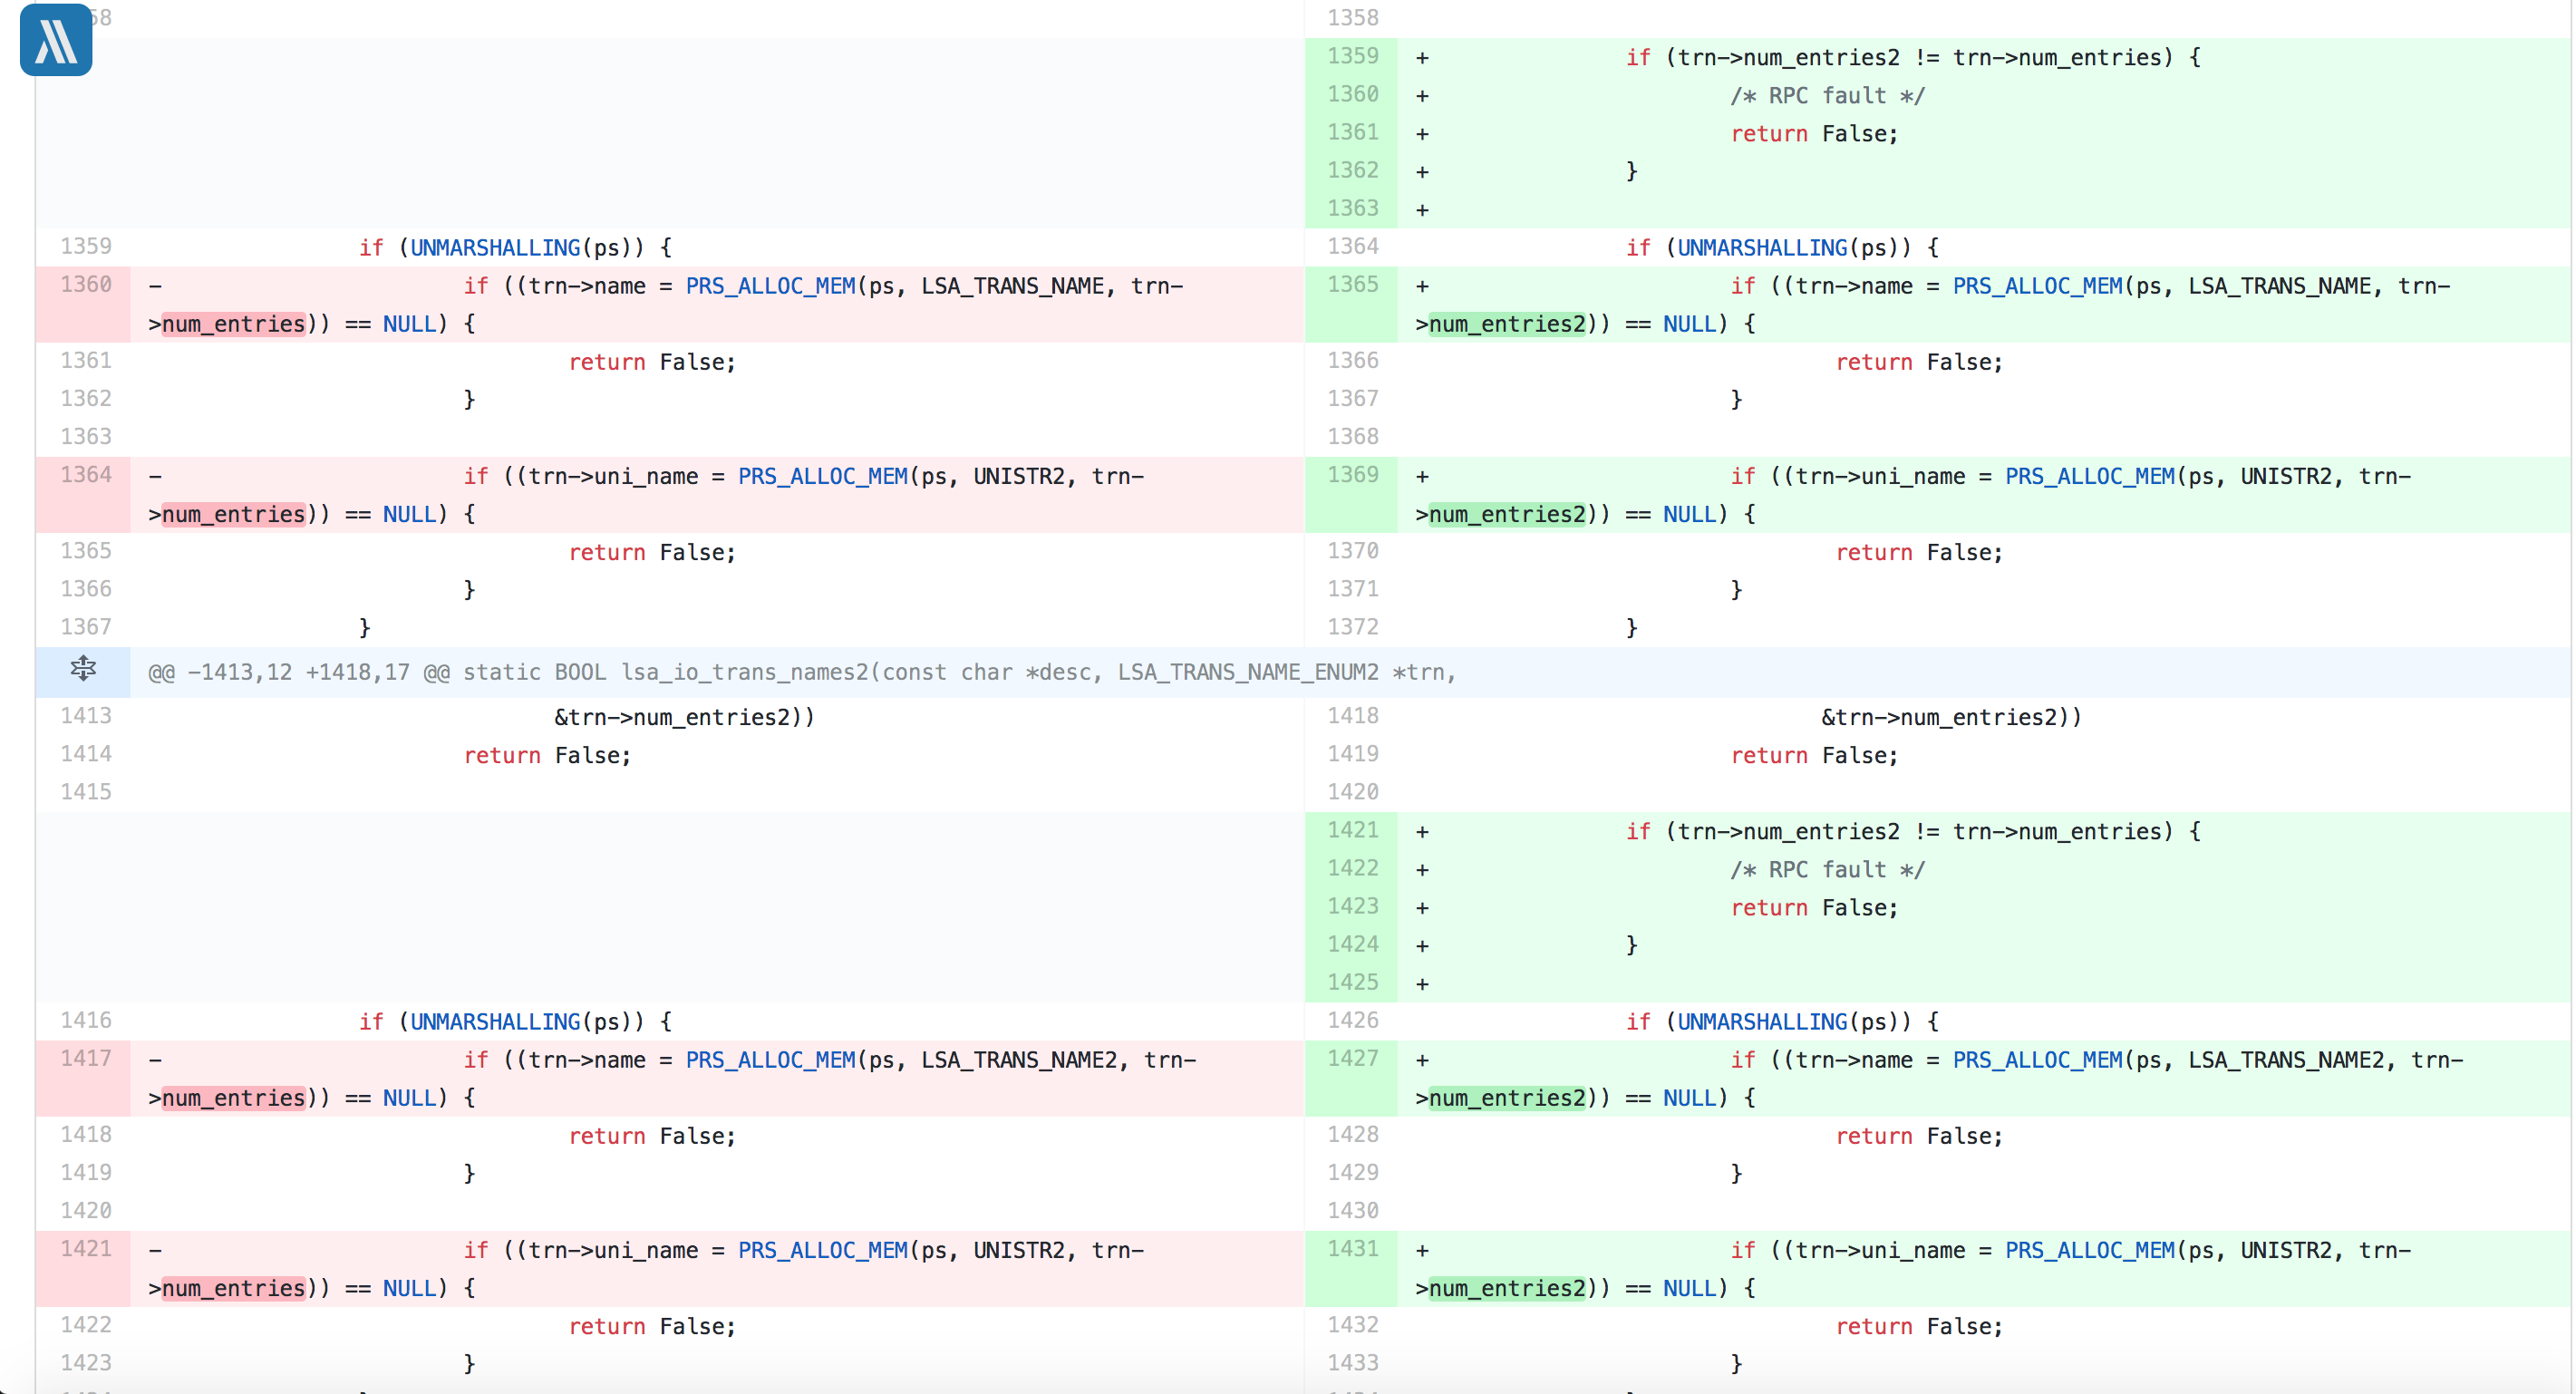 58 1358
1359 + if (trn->num_entries2 != trn->num_entries) {
1360 + /* RPC fault */
1361 + return False;
1362 + }
1363 +
1359 if (UNMARSHALLING(ps)) { 1364 if (UNMARSHALLING(ps)) {
1360 - if ((trn->name = PRS_ALLOC_MEM(ps, LSA_TRANS_NAME, trn- 1365 + if ((trn->name = PRS_ALLOC_MEM(ps, LSA_TRANS_NAME, trn-
>num_entries)) == NULL) { >num_entries2)) == NULL) {
1361 return False; 1366 return False;
1362 } 1367 }
1363 1368
1364 - if ((trn->uni_name = PRS_ALLOC_MEM(ps, UNISTR2, trn- 1369 + if ((trn->uni_name = PRS_ALLOC_MEM(ps, UNISTR2, trn-
>num_entries)) == NULL) { >num_entries2)) == NULL) {
1365 return False; 1370 return False;
1366 } 1371 }
1367 } 1372 }
@@ -1413,12 +1418,17 @@ static BOOL lsa_io_trans_names2(const char *desc, LSA_TRANS_NAME_ENUM2 *trn,
1413 &trn->num_entries2)) 1418 &trn->num_entries2))
1414 return False; 1419 return False;
1415 1420
1421 + if (trn->num_entries2 != trn->num_entries) {
1422 + /* RPC fault */
1423 + return False;
1424 + }
1425 +
1416 if (UNMARSHALLING(ps)) { 1426 if (UNMARSHALLING(ps)) {
1417 - if ((trn->name = PRS_ALLOC_MEM(ps, LSA_TRANS_NAME2, trn- 1427 + if ((trn->name = PRS_ALLOC_MEM(ps, LSA_TRANS_NAME2, trn-
>num_entries)) == NULL) { >num_entries2)) == NULL) {
1418 return False; 1428 return False;
1419 } 1429 }
1420 1430
1421 - if ((trn->uni_name = PRS_ALLOC_MEM(ps, UNISTR2, trn- 1431 + if ((trn->uni_name = PRS_ALLOC_MEM(ps, UNISTR2, trn-
>num_entries)) == NULL) { >num_entries2)) == NULL) {
1422 return False; 1432 return False;
1423 } 1433 }